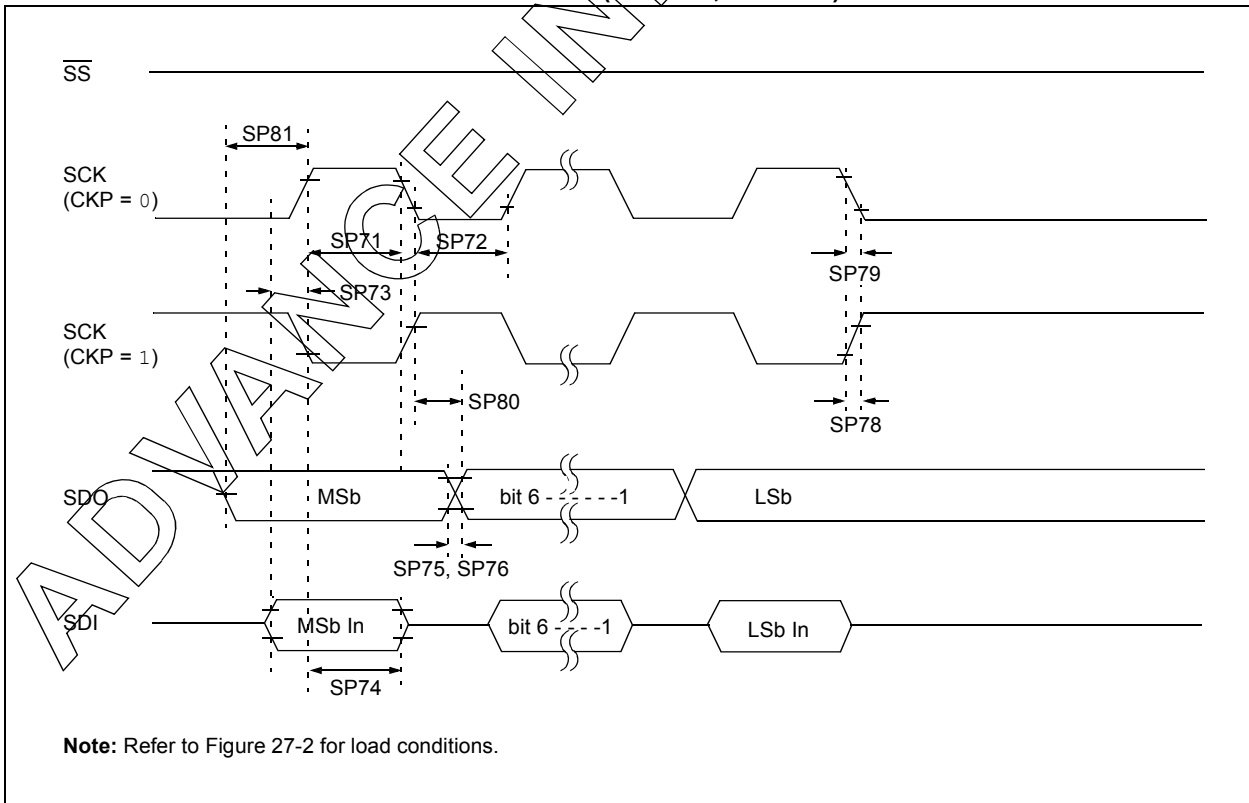 SS
SP81
SCK
(CKP = 0)
SP71
SP72
SP79
SP73
SCK
(CKP = 1)
SP80
SP78
SDO
MSb
bit 6 - - - - - -1
LSb
SP75, SP76
SDI
MSb In
bit 6 - - - -1
LSb In
SP74
Note: Refer to Figure 27-2 for load conditions.